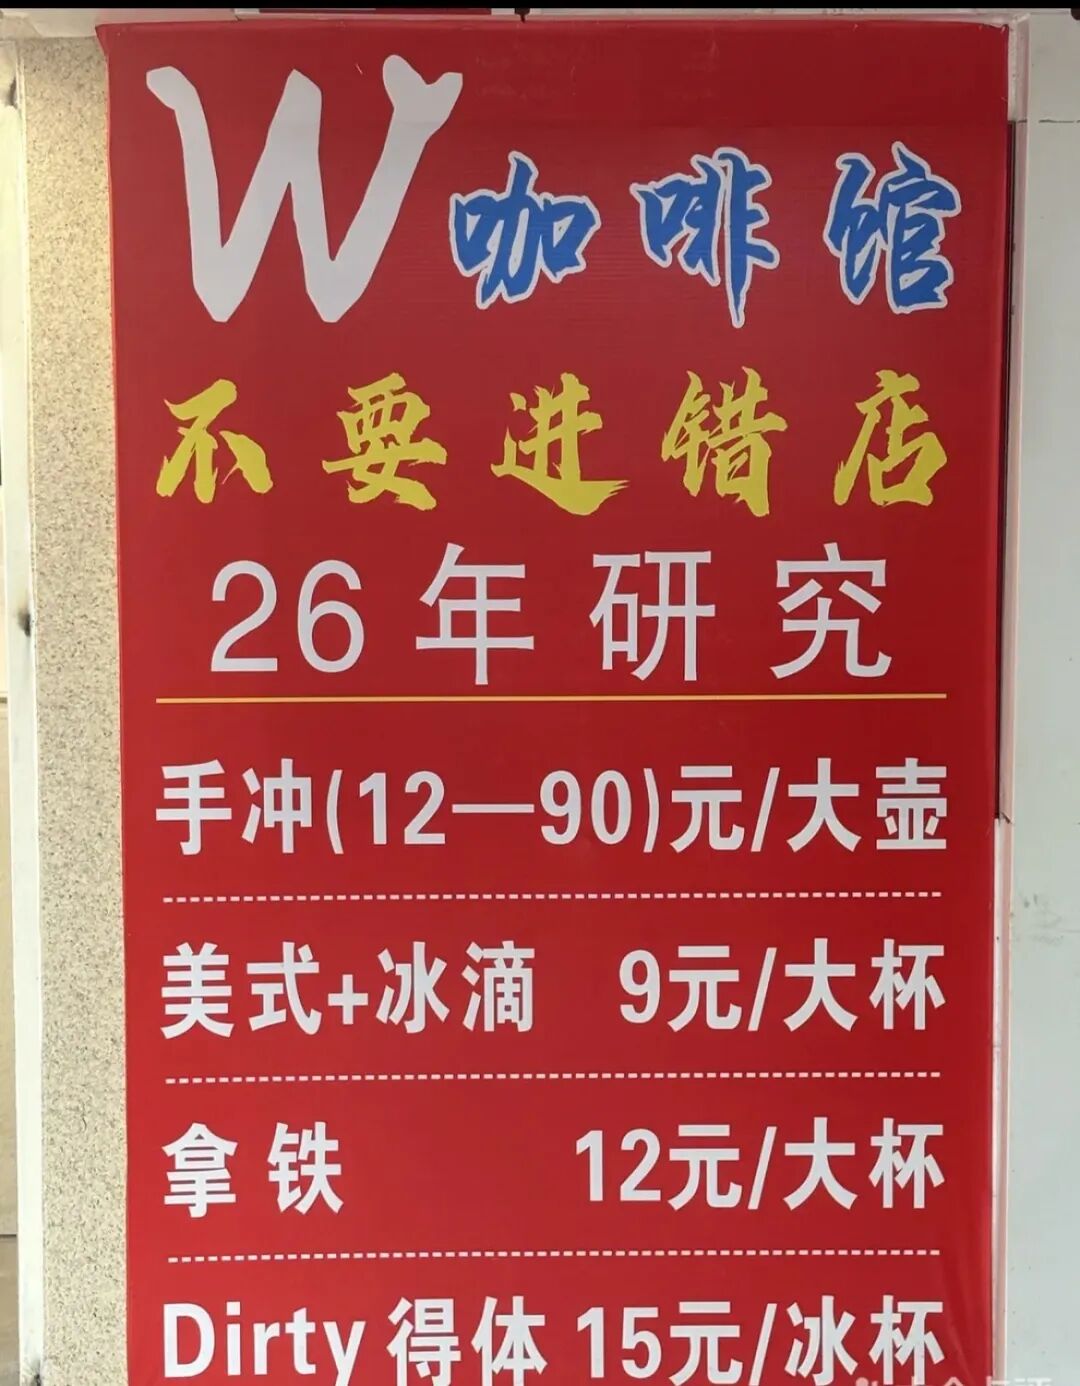 W 咖啡馆
不要进错店
26年研究
手冲(12—90)元/大壶
美式+冰滴 9元/大杯
拿铁 12元/大杯
Dirty 得体 15元/冰杯